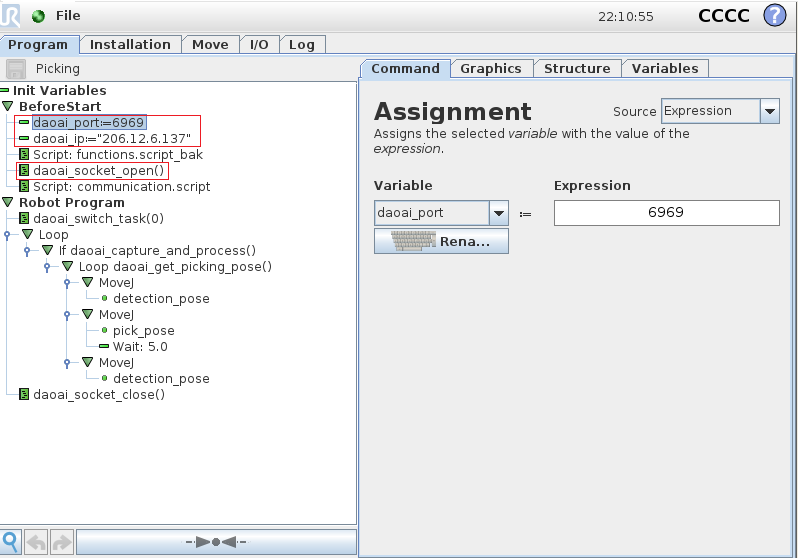 File
22:10:55
CCCC
?
Program Installation Move I/O Log
Picking
Init Variables
BeforeStart
daoai_port:=6969
daoai_ip:="206.12.6.137"
Script: functions.script_bak
daoai_socket_open()
Script: communication.script
Robot Program
daoai_switch_task(0)
Loop
If daoai_capture_and_process()
Loop daoai_get_picking_pose()
MoveJ
detection_pose
MoveJ
pick_pose
Wait: 5.0
MoveJ
detection_pose
daoai_socket_close()
Command Graphics Structure Variables
Assignment
Source Expression
Assigns the selected variable with the value of the
expression.
Variable Expression
daoai_port := 6969
Rena...